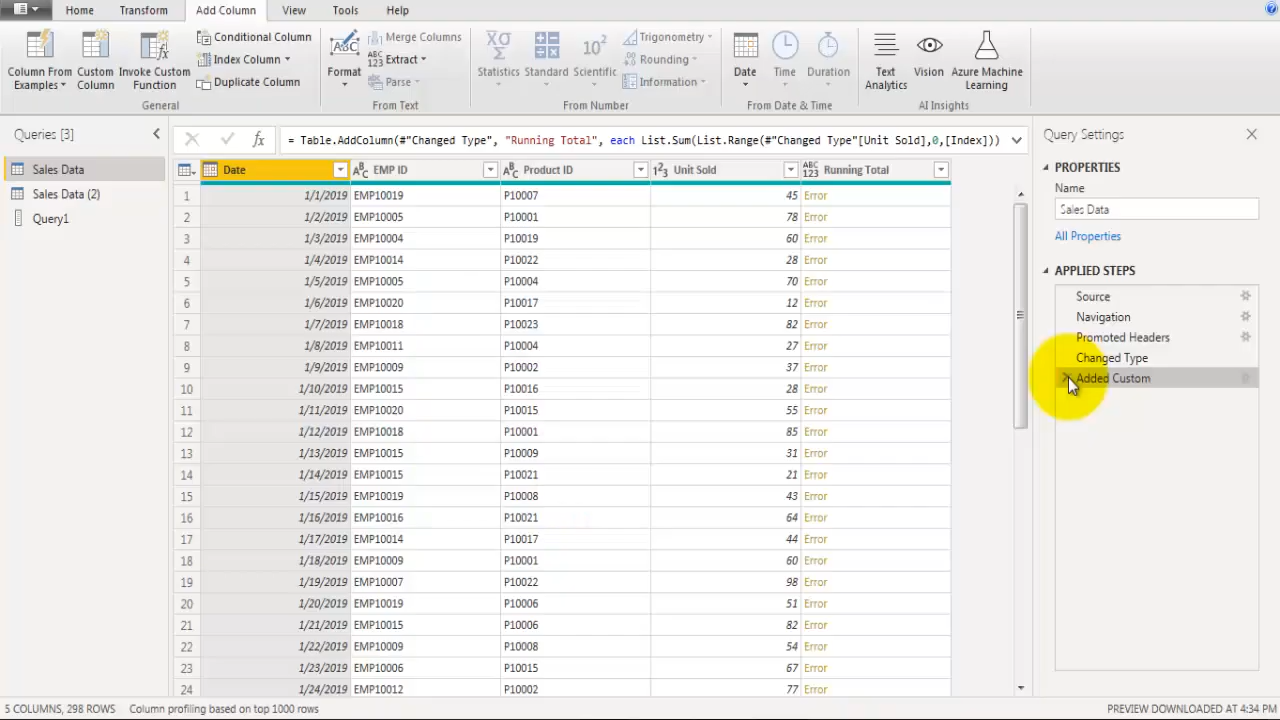 Home Transform Add Column View Tools Help
Column From Examples
Custom Column
Invoke Custom Function
Conditional Column
Index Column
Duplicate Column
General
Format
Merge Columns
ABC 123 Extract
Parse
From Text
Statistics
Standard
Scientific
Trigonometry
Rounding
Information
From Number
Date
Time
Duration
From Date & Time
Text Analytics
Vision
Azure Machine Learning
AI Insights
Queries [3]
Sales Data
Sales Data (2)
Query1
= Table.AddColumn(#"Changed Type", "Running Total", each List.Sum(List.Range(#"Changed Type"[Unit Sold],0,[Index]))
Date EMP ID Product ID Unit Sold Running Total
1 1/1/2019 EMP10019 P10007 45 Error
2 1/2/2019 EMP10005 P10001 78 Error
3 1/3/2019 EMP10004 P10019 60 Error
4 1/4/2019 EMP10014 P10022 28 Error
5 1/5/2019 EMP10005 P10004 70 Error
6 1/6/2019 EMP10020 P10017 12 Error
7 1/7/2019 EMP10018 P10023 82 Error
8 1/8/2019 EMP10011 P10004 27 Error
9 1/9/2019 EMP10009 P10002 37 Error
10 1/10/2019 EMP10015 P10016 28 Error
11 1/11/2019 EMP10020 P10015 55 Error
12 1/12/2019 EMP10018 P10001 85 Error
13 1/13/2019 EMP10015 P10009 31 Error
14 1/14/2019 EMP10015 P10021 21 Error
15 1/15/2019 EMP10019 P10008 43 Error
16 1/16/2019 EMP10016 P10021 64 Error
17 1/17/2019 EMP10014 P10017 44 Error
18 1/18/2019 EMP10009 P10001 60 Error
19 1/19/2019 EMP10007 P10022 98 Error
20 1/20/2019 EMP10019 P10006 51 Error
21 1/21/2019 EMP10015 P10006 82 Error
22 1/22/2019 EMP10009 P10008 54 Error
23 1/23/2019 EMP10006 P10015 67 Error
24 1/24/2019 EMP10012 P10002 77 Error
Query Settings
PROPERTIES
Name
Sales Data
All Properties
APPLIED STEPS
Source
Navigation
Promoted Headers
Changed Type
Added Custom
5 COLUMNS, 298 ROWS Column profiling based on top 1000 rows
PREVIEW DOWNLOADED AT 4:34 PM